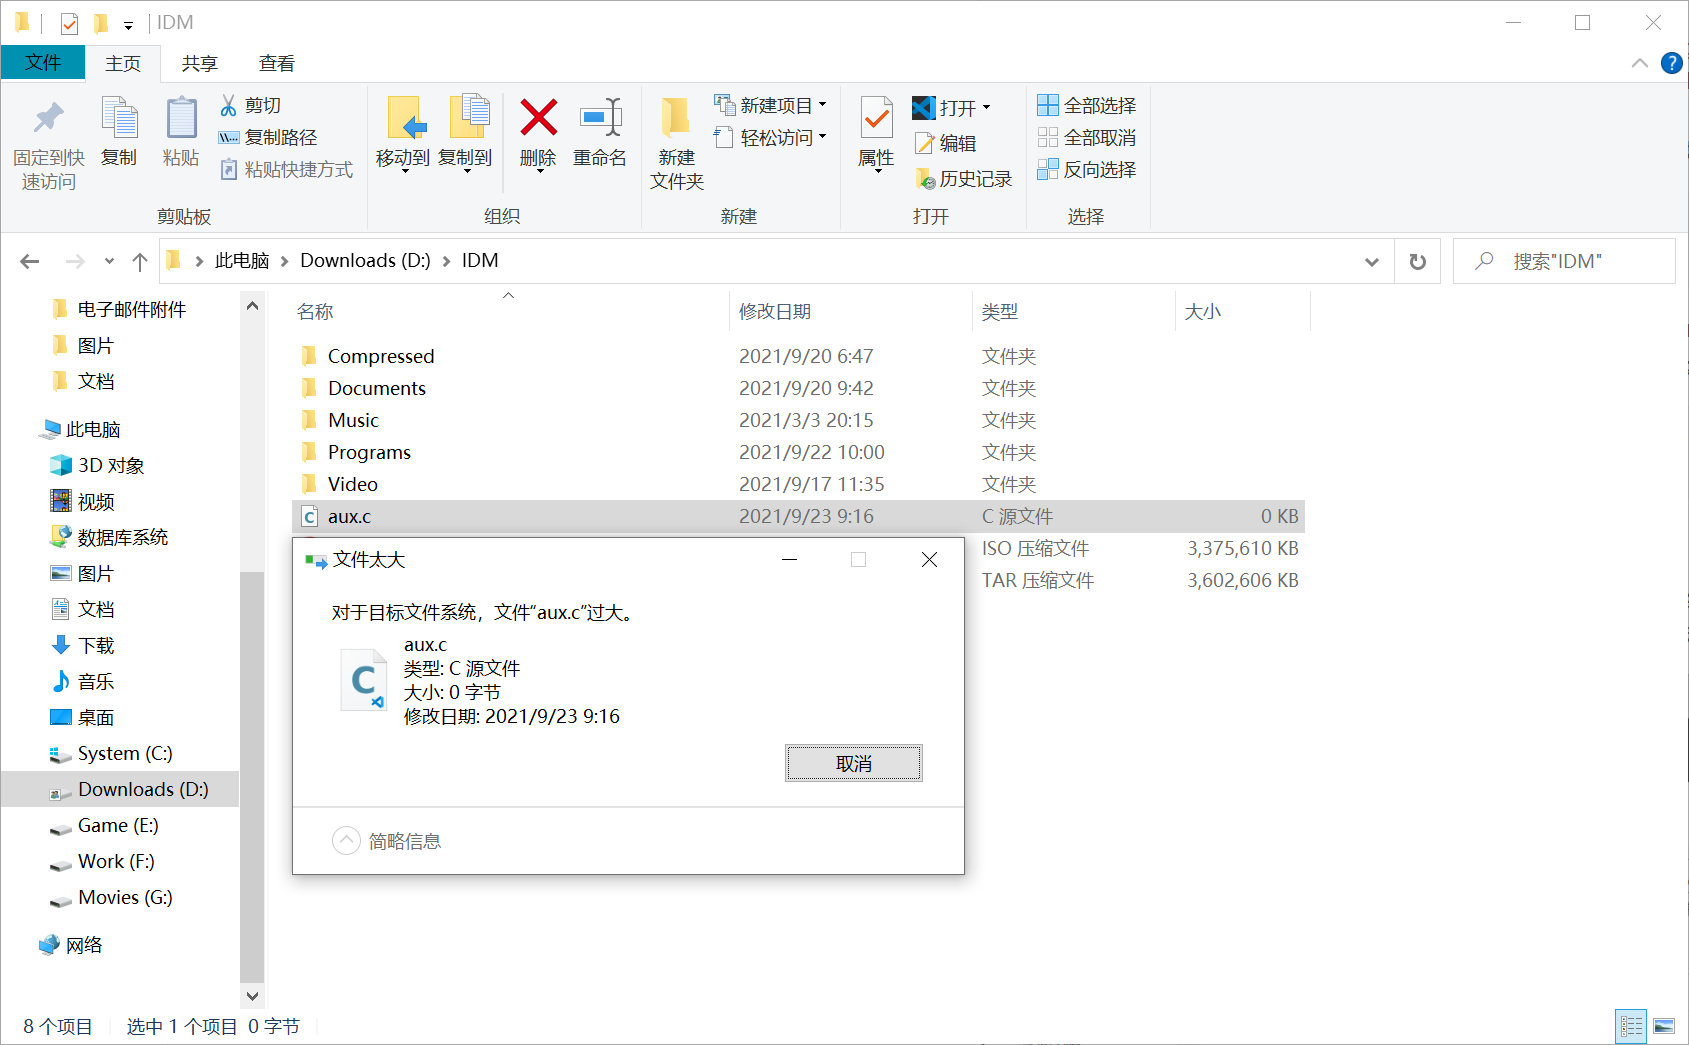 IDM
文件 主页 共享 查看
固定到快
速访问
复制
粘贴
剪切
复制路径
粘贴快捷方式
剪贴板
移动到
复制到
删除
重命名
组织
新建
文件夹
新建项目
轻松访问
新建
属性
打开
编辑
历史记录
打开
全部选择
全部取消
反向选择
选择
此电脑 Downloads (D:) IDM
搜索"IDM"
电子邮件附件
图片
文档
此电脑
3D 对象
视频
数据库系统
图片
文档
下载
音乐
桌面
System (C:)
Downloads (D:)
Game (E:)
Work (F:)
Movies (G:)
网络
名称 修改日期 类型 大小
Compressed 2021/9/20 6:47 文件夹
Documents 2021/9/20 9:42 文件夹
Music 2021/3/3 20:15 文件夹
Programs 2021/9/22 10:00 文件夹
Video 2021/9/17 11:35 文件夹
aux.c 2021/9/23 9:16 C 源文件 0 KB
ISO 压缩文件 3,375,610 KB
TAR 压缩文件 3,602,606 KB
文件太大
对于目标文件系统，文件“aux.c”过大。
aux.c
类型: C 源文件
大小: 0 字节
修改日期: 2021/9/23 9:16
取消
简略信息
8 个项目 选中 1 个项目 0 字节